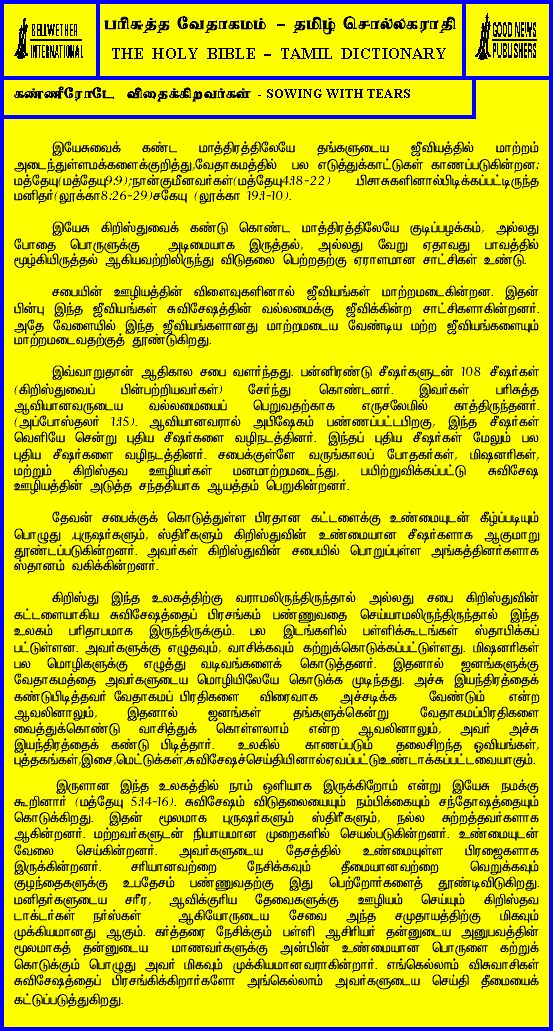 BELLWETHER
INTERNATIONAL
பரிசுத்த வேதாகமம் – தமிழ் சொல்லகராதி
THE HOLY BIBLE – TAMIL DICTIONARY
GOOD NEWS
PUBLISHERS
கண்ணீரோடே விதைக்கிறவர்கள் - SOWING WITH TEARS
இயேசுவைக் கண்ட மாத்திரத்திலேயே தங்களுடைய ஜீவியத்தில் மாற்றம்
அடைந்துள்ளமக்களைக்குறித்து,வேதாகமத்தில் பல எடுத்துக்காட்டுகள் காணப்படுகின்றன:
மத்தேயு(மத்தேயு9:9);நான்குமீனவர்கள்(மத்தேயு4:18-22) பிசாசுகளினால்பிடிக்கப்பட்டிருந்த
மனிதர்(லூக்கா8:26-29)சகேயு (லூக்கா 19:1-10).
இயேசு கிறிஸ்துவைக் கண்டு கொண்ட மாத்திரத்திலேயே குடிப்பழக்கம், அல்லது
போதை பொருளுக்கு அடிமையாக இருத்தல், அல்லது வேறு ஏதாவது பாவத்தில்
மூழ்கியிருத்தல் ஆகியவற்றிலிருந்து விடுதலை பெற்றதற்கு ஏராளமான சாட்சிகள் உண்டு.
சபையின் ஊழியத்தின் விளைவுகளினால் ஜீவியங்கள் மாற்றமடைகின்றன. இதன்
பின்பு இந்த ஜீவியங்கள் சுவிசேஷத்தின் வல்லமைக்கு ஜீவிக்கின்ற சாட்சிகளாகின்றனர்.
அதே வேளையில் இந்த ஜீவியங்களானது மாற்றமடைய வேண்டிய மற்ற ஜீவியங்களையும்
மாற்றமடைவதற்குத் தூண்டுகிறது.
இவ்வாறுதான் ஆதிகால சபை வளர்ந்தது. பன்னிரண்டு சீஷர்களுடன் 108 சீஷர்கள்
(கிறிஸ்துவைப் பின்பற்றியவர்கள்) சேர்ந்து கொண்டனர். இவர்கள் பரிசுத்த
ஆவியானவருடைய வல்லமையைப் பெறுவதற்காக எருசலேமில் காத்திருந்தனர்.
(அப்போஸ்தலர் 1:15). ஆவியானவரால் அபிஷேகம் பண்ணப்பட்டபிறகு, இந்த சீஷர்கள்
வெளியே சென்று புதிய சீஷர்களை வழிநடத்தினர். இந்தப் புதிய சீஷர்கள் மேலும் பல
புதிய சீஷர்களை வழிநடத்தினர். சபைக்குள்ளே வருங்காலப் போதகர்கள், மிஷனரிகள்,
மற்றும் கிறிஸ்தவ ஊழியர்கள் மனமாற்றமடைந்து, பயிற்றுவிக்கப்பட்டு சுவிசேஷ
ஊழியத்தின் அடுத்த சந்ததியாக ஆயத்தம் பெறுகின்றனர்.
தேவன் சபைக்குக் கொடுத்துள்ள பிரதான கட்டளைக்கு உண்மையுடன் கீழ்ப்படியும்
பொழுது ,புருஷர்களும், ஸ்திரீகளும் கிறிஸ்துவின் உண்மையான சீஷர்களாக ஆகுமாறு
தூண்டப்படுகின்றனர். அவர்கள் கிறிஸ்துவின் சபையில் பொறுப்புள்ள அங்கத்தினர்களாக
ஸ்தானம் வகிக்கின்றனர்.
கிறிஸ்து இந்த உலகத்திற்கு வராமலிருந்திருந்தால் அல்லது சபை கிறிஸ்துவின்
கட்டளையாகிய சுவிசேஷத்தைப் பிரசங்கம் பண்ணுவதை செய்யாமலிருந்திருந்தால் இந்த
உலகம் பரிதாபமாக இருந்திருக்கும். பல இடங்களில் பள்ளிக்கூடங்கள் ஸ்தாபிக்கப்
பட்டுள்ளன. அவர்களுக்கு எழுதவும், வாசிக்கவும் கற்றுக்கொடுக்கப்பட்டுள்ளது. மிஷனரிகள்
பல மொழிகளுக்கு எழுத்து வடிவங்களைக் கொடுத்தனர். இதனால் ஜனங்களுக்கு
வேதாகமத்தை அவர்களுடைய மொழியிலேயே கொடுக்க முடிந்தது. அச்சு இயந்திரத்தைக்
கண்டுபிடித்தவர் வேதாகமப் பிரதிகளை விரைவாக அச்சடிக்க வேண்டும் என்ற
ஆவலினாலும், இதனால் ஜனங்கள் தங்களுக்கென்று வேதாகமப்பிரதிகளை
வைத்துக்கொண்டு வாசித்துக் கொள்ளலாம் என்ற ஆவலினாலும், அவர் அச்சு
இயந்திரத்தைக் கண்டு பிடித்தார். உலகில் காணப்படும் தலைசிறந்த ஓவியங்கள்,
புத்தகங்கள்,இசை,மெட்டுக்கள்,சுவிசேஷச்செய்தியினால்ஏவப்பட்டுஉண்டாக்கப்பட்டவையாகும்.
இருளான இந்த உலகத்தில் நாம் ஒளியாக இருக்கிறோம் என்று இயேசு நமக்கு
கூறினார் (மத்தேயு 5:14-16). சுவிசேஷம் விடுதலையையும் நம்பிக்கையும் சந்தோஷத்தையும்
கொடுக்கிறது. இதன் மூலமாக புருஷர்களும் ஸ்திரீகளும், நல்ல சுற்றத்தவர்களாக
ஆகின்றனர். மற்றவர்களுடன் நியாயமான முறைகளில் செயல்படுகின்றனர். உண்மையுடன்
வேலை செய்கின்றனர். அவர்களுடைய தேசத்தில் உண்மையுள்ள பிரஜைகளாக
இருக்கின்றனர். சரியானவற்றை நேசிக்கவும் தீமையானவற்றை வெறுக்கவும்
குழந்தைகளுக்கு உபதேசம் பண்ணுவதற்கு இது பெற்றோர்களைத் தூண்டிவிடுகிறது.
மனிதர்களுடைய சரீர, ஆவிக்குரிய தேவைகளுக்கு ஊழியம் செய்யும் கிறிஸ்தவ
டாக்டர்கள் நர்ஸ்கள் ஆகியோருடைய சேவை அந்த சமுதாயத்திற்கு மிகவும்
முக்கியமானது ஆகும். கர்த்தரை நேசிக்கும் பள்ளி ஆசிரியர் தன்னுடைய அனுபவத்தின்
மூலமாகத் தன்னுடைய மாணவர்களுக்கு அன்பின் உண்மையான பொருளை கற்றுக்
கொடுக்கும் பொழுது அவர் மிகவும் முக்கியமானவராகின்றார். எங்கெல்லாம் விசுவாசிகள்
சுவிசேஷத்தைப் பிரசங்கிக்கிறார்களோ அங்கெல்லாம் அவர்களுடைய செய்தி தீமையைக்
கட்டுப்படுத்துகிறது.